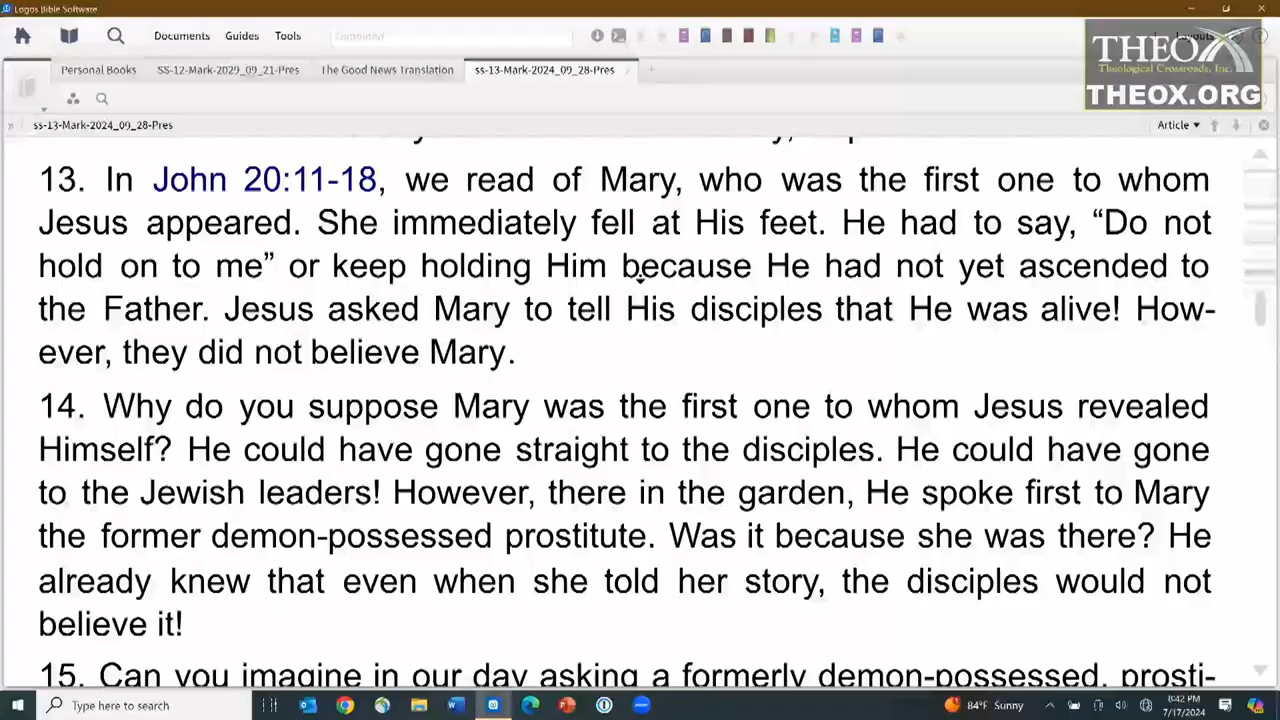 Logos Bible Software
Documents Guides Tools Command Layouts
THEOX
Theological Crossroads, Inc.
THEOX.ORG
Personal Books SS-12-Mark-2029_09_21-Pres The Good News Trans ss-13-Mark-2024_09_28-Pres
ss-13-Mark-2024_09_28-Pres Article
13. In John 20:11-18, we read of Mary, who was the first one to whom
Jesus appeared. She immediately fell at His feet. He had to say, “Do not
hold on to me” or keep holding Him because He had not yet ascended to
the Father. Jesus asked Mary to tell His disciples that He was alive! How-
ever, they did not believe Mary.
14. Why do you suppose Mary was the first one to whom Jesus revealed
Himself? He could have gone straight to the disciples. He could have gone
to the Jewish leaders! However, there in the garden, He spoke first to Mary
the former demon-possessed prostitute. Was it because she was there? He
already knew that even when she told her story, the disciples would not
believe it!
15. Can you imagine in our day asking a formerly demon-possessed, prosti-
Type here to search 84°F Sunny 6:42 PM
7/17/2024